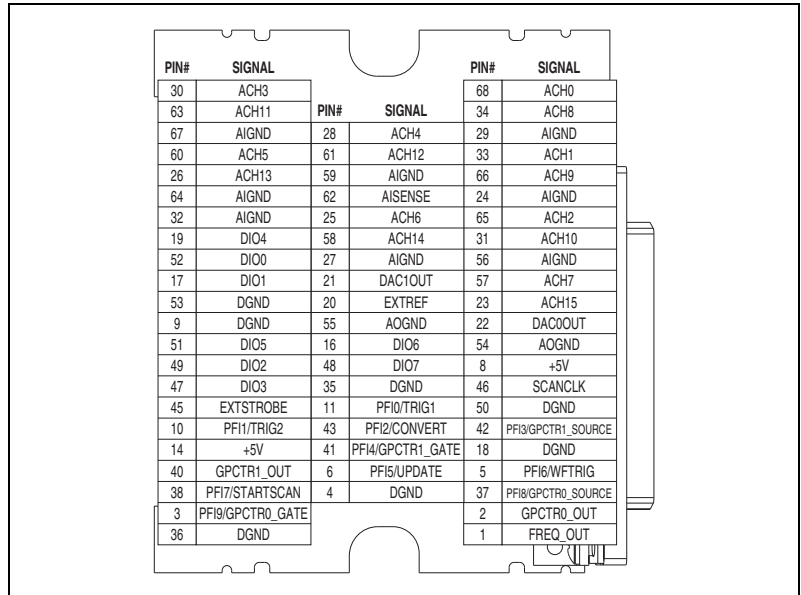 PIN# SIGNAL PIN# SIGNAL
30 ACH3 68 ACH0
63 ACH11 PIN# SIGNAL 34 ACH8
67 AIGND 28 ACH4 29 AIGND
60 ACH5 61 ACH12 33 ACH1
26 ACH13 59 AIGND 66 ACH9
64 AIGND 62 AISENSE 24 AIGND
32 AIGND 25 ACH6 65 ACH2
19 DIO4 58 ACH14 31 ACH10
52 DIO0 27 AIGND 56 AIGND
17 DIO1 21 DAC1OUT 57 ACH7
53 DGND 20 EXTREF 23 ACH15
9 DGND 55 AOGND 22 DAC0OUT
51 DIO5 16 DIO6 54 AOGND
49 DIO2 48 DIO7 8 +5V
47 DIO3 35 DGND 46 SCANCLK
45 EXTSTROBE 11 PFI0/TRIG1 50 DGND
10 PFI1/TRIG2 43 PFI2/CONVERT 42 PFI3/GPCTR1_SOURCE
14 +5V 41 PFI4/GPCTR1_GATE 18 DGND
40 GPCTR1_OUT 6 PFI5/UPDATE 5 PFI6/WFTRIG
38 PFI7/STARTSCAN 4 DGND 37 PFI8/GPCTR0_SOURCE
3 PFI9/GPCTR0_GATE 2 GPCTR0_OUT
36 DGND 1 FREQ_OUT